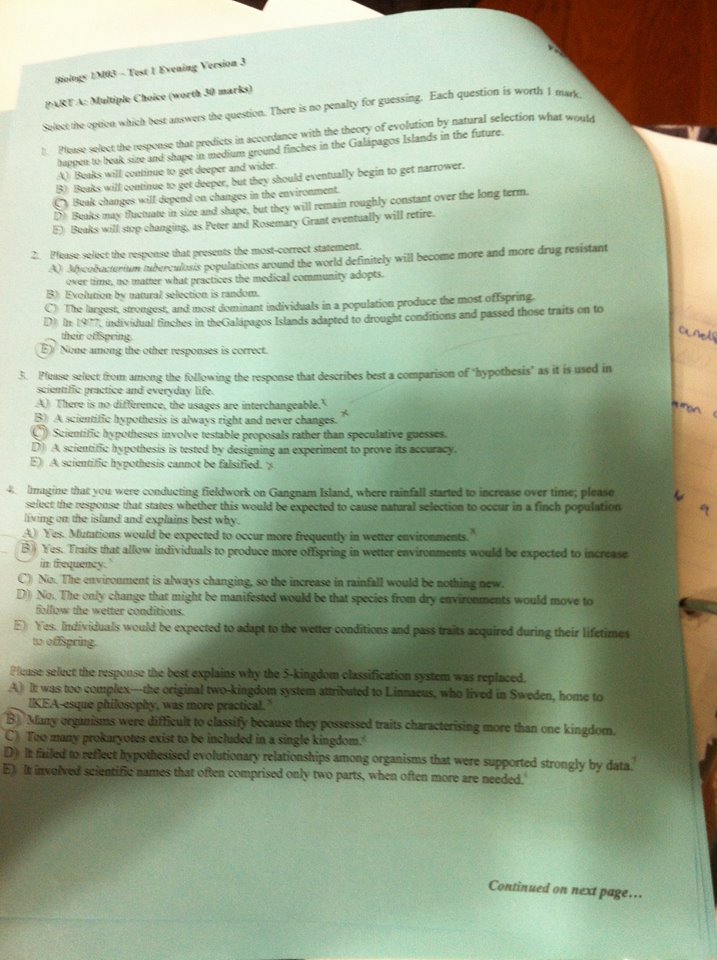 Biology 1M03 – Test 1 Evening Version 3
PART A: Multiple Choice (worth 30 marks)
Select the option which best answers the question. There is no penalty for guessing. Each question is worth 1 mark.
1. Please select the response that predicts in accordance with the theory of evolution by natural selection what would
happen to beak size and shape in medium ground finches in the Galápagos Islands in the future.
A) Beaks will continue to get deeper and wider.
B) Beaks will continue to get deeper, but they should eventually begin to get narrower.
C) Beak changes will depend on changes in the environment.
D) Beaks may fluctuate in size and shape, but they will remain roughly constant over the long term.
E) Beaks will stop changing, as Peter and Rosemary Grant eventually will retire.
2. Please select the response that presents the most-correct statement.
A) Mycobacterium tuberculosis populations around the world definitely will become more and more drug resistant
over time, no matter what practices the medical community adopts.
B) Evolution by natural selection is random.
C) The largest, strongest, and most dominant individuals in a population produce the most offspring.
D) In 1977, individual finches in theGalápagos Islands adapted to drought conditions and passed those traits on to
their offspring.
E) None among the other responses is correct.
3. Please select from among the following the response that describes best a comparison of "hypothesis" as it is used in
scientific practice and everyday life.
A) There is no difference, the usages are interchangeable. x
B) A scientific hypothesis is always right and never changes. x
C) Scientific hypotheses involve testable proposals rather than speculative guesses.
D) A scientific hypothesis is tested by designing an experiment to prove its accuracy.
E) A scientific hypothesis cannot be falsified. x
4. Imagine that you were conducting fieldwork on Gangnam Island, where rainfall started to increase over time; please
select the response that states whether this would be expected to cause natural selection to occur in a finch population
living on the island and explains best why.
A) Yes. Mutations would be expected to occur more frequently in wetter environments. x
B) Yes. Traits that allow individuals to produce more offspring in wetter environments would be expected to increase
in frequency.
C) No. The environment is always changing, so the increase in rainfall would be nothing new.
D) No. The only change that might be manifested would be that species from dry environments would move to
follow the wetter conditions.
E) Yes. Individuals would be expected to adapt to the wetter conditions and pass traits acquired during their lifetimes
to offspring.
Please select the response the best explains why the 5-kingdom classification system was replaced.
A) It was too complex—the original two-kingdom system attributed to Linnaeus, who lived in Sweden, home to
IKEA-esque philosophy, was more practical. x
B) Many organisms were difficult to classify because they possessed traits characterising more than one kingdom.
C) Too many prokaryotes exist to be included in a single kingdom. x
D) It failed to reflect hypothesised evolutionary relationships among organisms that were supported strongly by data.
E) It involved scientific names that often comprised only two parts, when often more are needed.
Continued on next page…